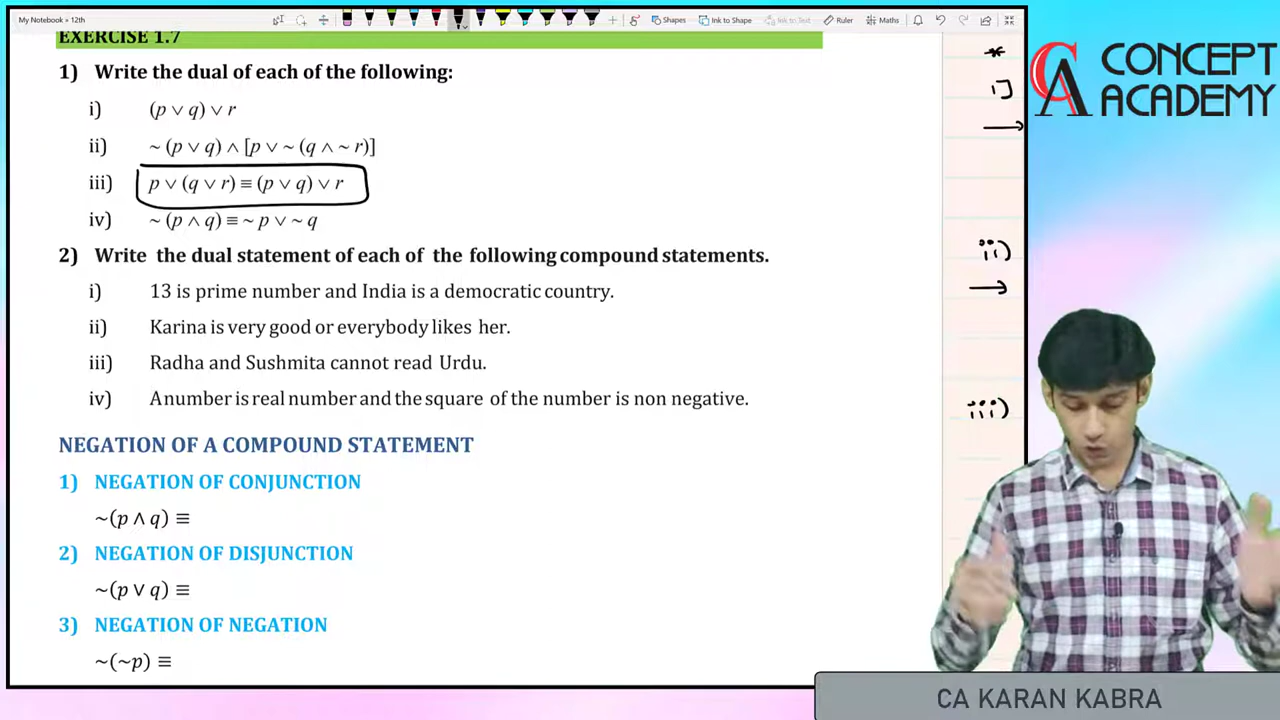 My Notebook » 12th
Shapes
Ink to Shape
Ink to Text
Ruler
Maths
EXERCISE 1.7
1) Write the dual of each of the following:
i) (p ∨ q) ∨ r
ii) ~ (p ∨ q) ∧ [p ∨ ~ (q ∧ ~ r)]
iii) p ∨ (q ∨ r) ≡ (p ∨ q) ∨ r
iv) ~ (p ∧ q) ≡ ~ p ∨ ~ q
2) Write the dual statement of each of the following compound statements.
i) 13 is prime number and India is a democratic country.
ii) Karina is very good or everybody likes her.
iii) Radha and Sushmita cannot read Urdu.
iv) Anumber is real number and the square of the number is non negative.
NEGATION OF A COMPOUND STATEMENT
1) NEGATION OF CONJUNCTION
~(p ∧ q) ≡
2) NEGATION OF DISJUNCTION
~(p ∨ q) ≡
3) NEGATION OF NEGATION
~(~p) ≡
*
i)
→
ii)
→
iii)
CA CONCEPT
ACADEMY
CA KARAN KABRA